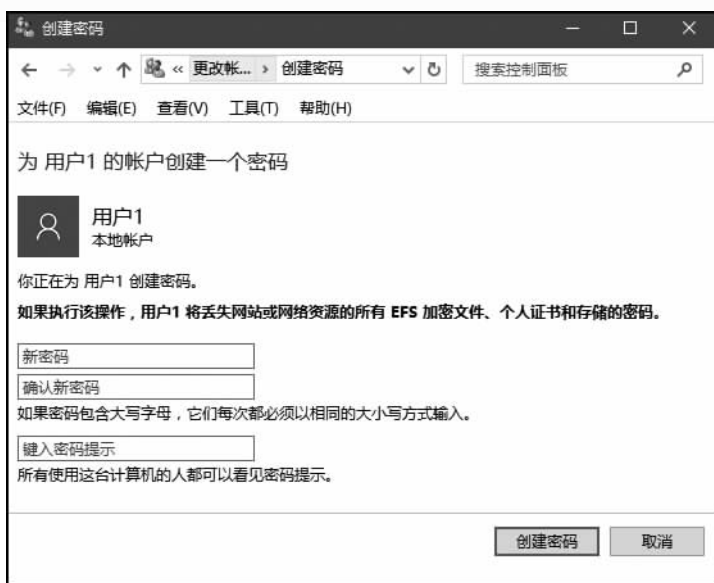 创建密码
« 更改帐... › 创建密码 搜索控制面板
文件(F) 编辑(E) 查看(V) 工具(T) 帮助(H)
为 用户1 的帐户创建一个密码
用户1
本地帐户
你正在为 用户1 创建密码。
如果执行该操作，用户1 将丢失网站或网络资源的所有 EFS 加密文件、个人证书和存储的密码。
新密码
确认新密码
如果密码包含大写字母，它们每次都必须以相同的大小写方式输入。
键入密码提示
所有使用这台计算机的人都可以看见密码提示。
创建密码 取消